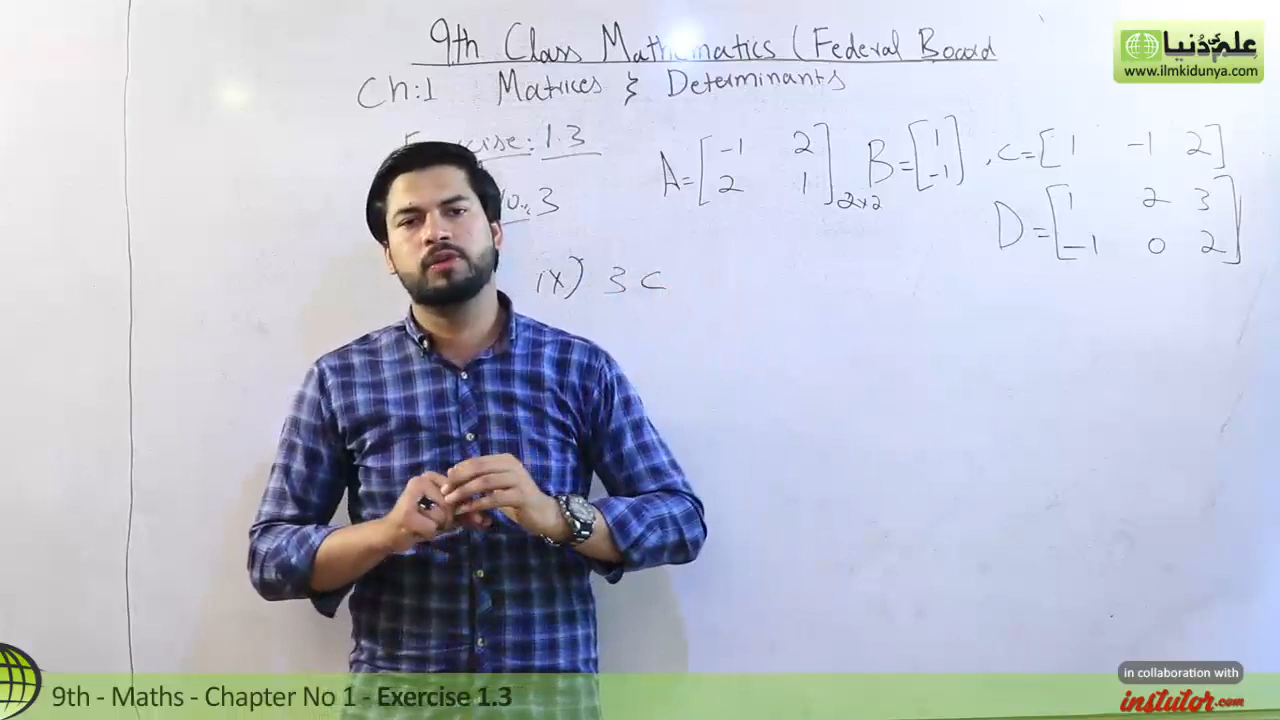 9th Class Mathematics (Federal Board
Ch:1 Matrices & Determinants
Exercise: 1.3
3
A = [ -1 2
2 1 ] 2x2
B = [ 1
-1 ]
, C = [ 1 -1 2 ]
D = [ 1 2 3
-1 0 2 ]
ix) 3 C
علم کی دُنیا
www.ilmkidunya.com
9th - Maths - Chapter No 1 - Exercise 1.3
in collaboration with
instutor.com